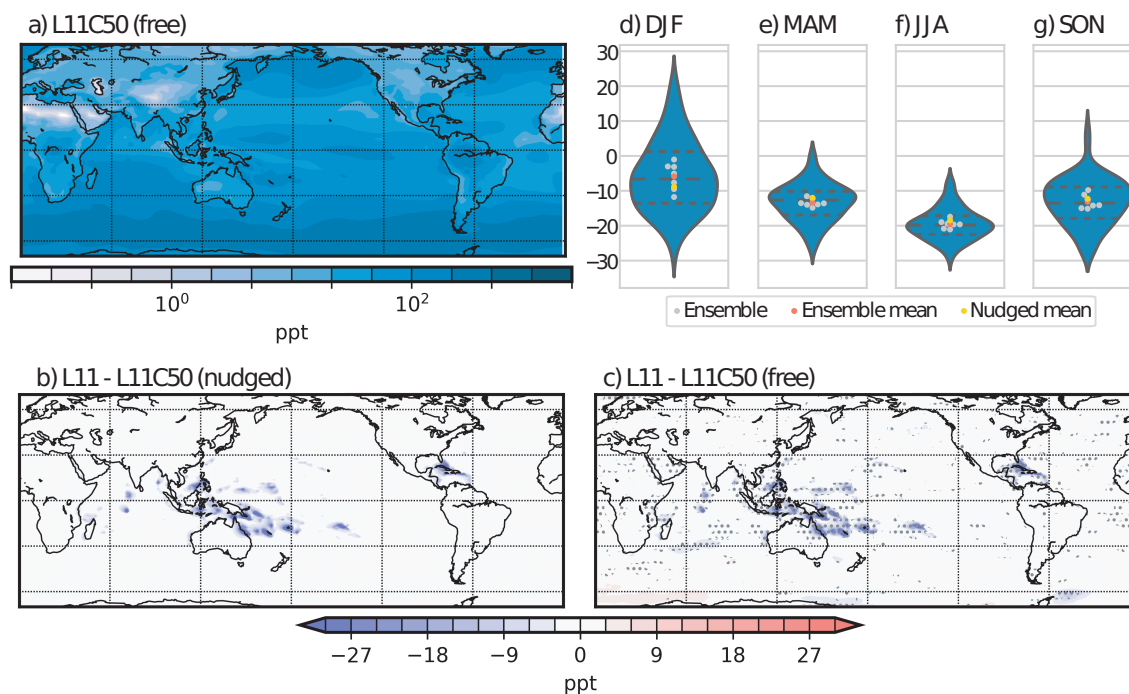 a) L11C50 (free)
10⁰ 10²
ppt
d) DJF e) MAM f) JJA g) SON
30
20
10
0
−10
−20
−30
Ensemble Ensemble mean Nudged mean
b) L11 - L11C50 (nudged) c) L11 - L11C50 (free)
−27 −18 −9 0 9 18 27
ppt